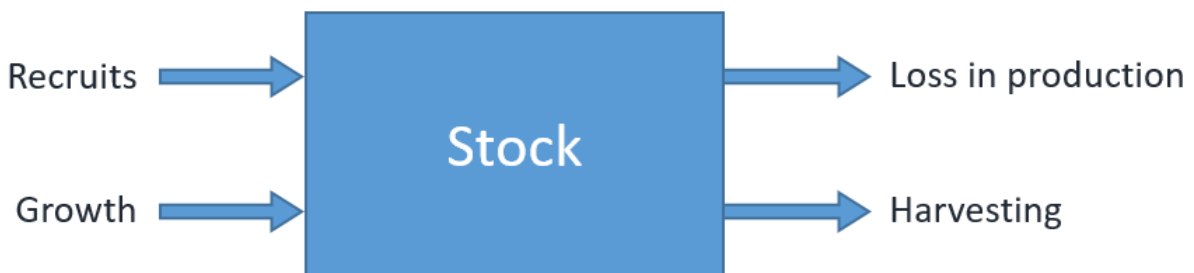 Recruits
Growth
Stock
Loss in production
Harvesting